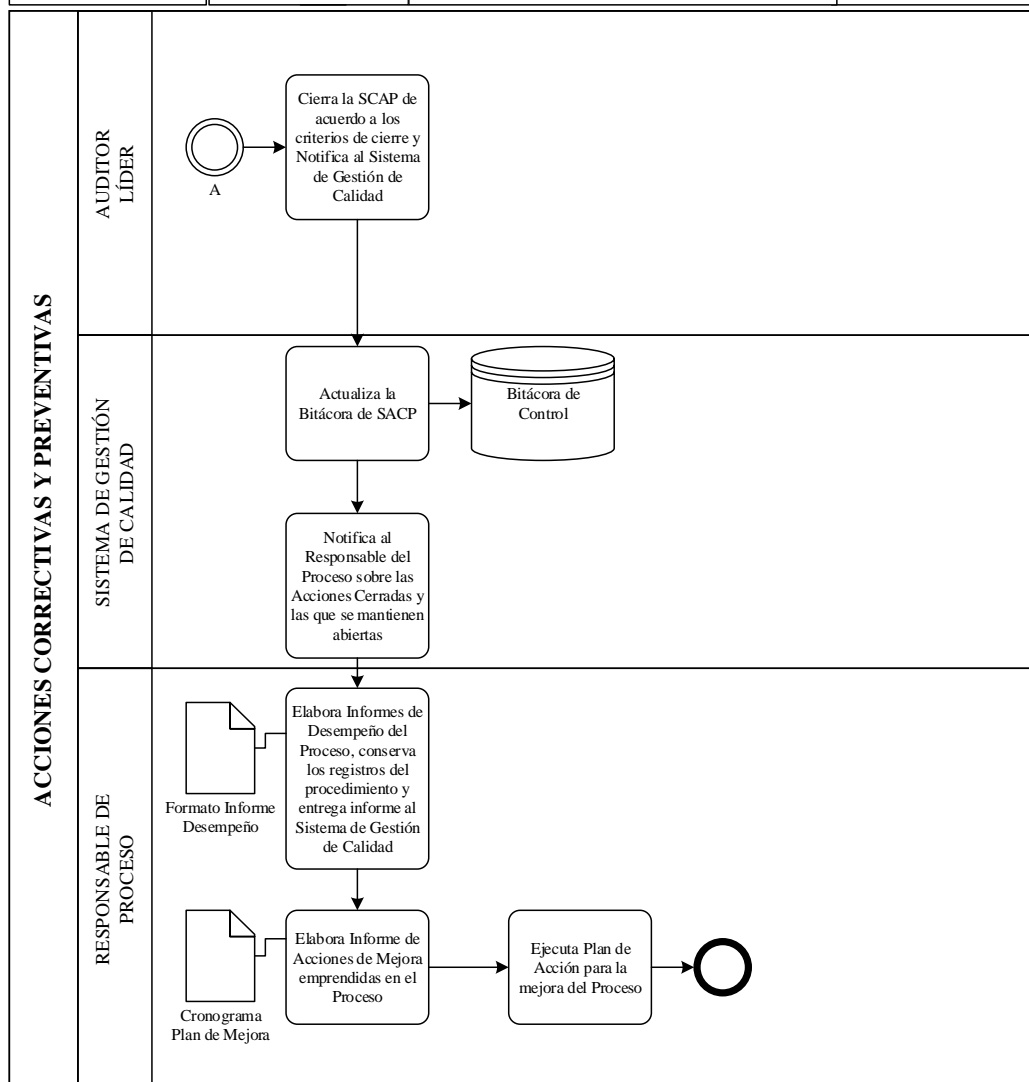 ACCIONES CORRECTIVAS Y PREVENTIVAS
AUDITOR
LÍDER
A
Cierra la SCAP de
acuerdo a los
criterios de cierre y
Notifica al Sistema
de Gestión de
Calidad
SISTEMA DE GESTIÓN
DE CALIDAD
Actualiza la
Bitácora de SACP
Bitácora de
Control
Notifica al
Responsable del
Proceso sobre las
Acciones Cerradas y
las que se mantienen
abiertas
RESPONSABLE DE
PROCESO
Formato Informe
Desempeño
Elabora Informes de
Desempeño del
Proceso, conserva
los registros del
procedimiento y
entrega informe al
Sistema de Gestión
de Calidad
Cronograma
Plan de Mejora
Elabora Informe de
Acciones de Mejora
emprendidas en el
Proceso
Ejecuta Plan de
Acción para la
mejora del Proceso